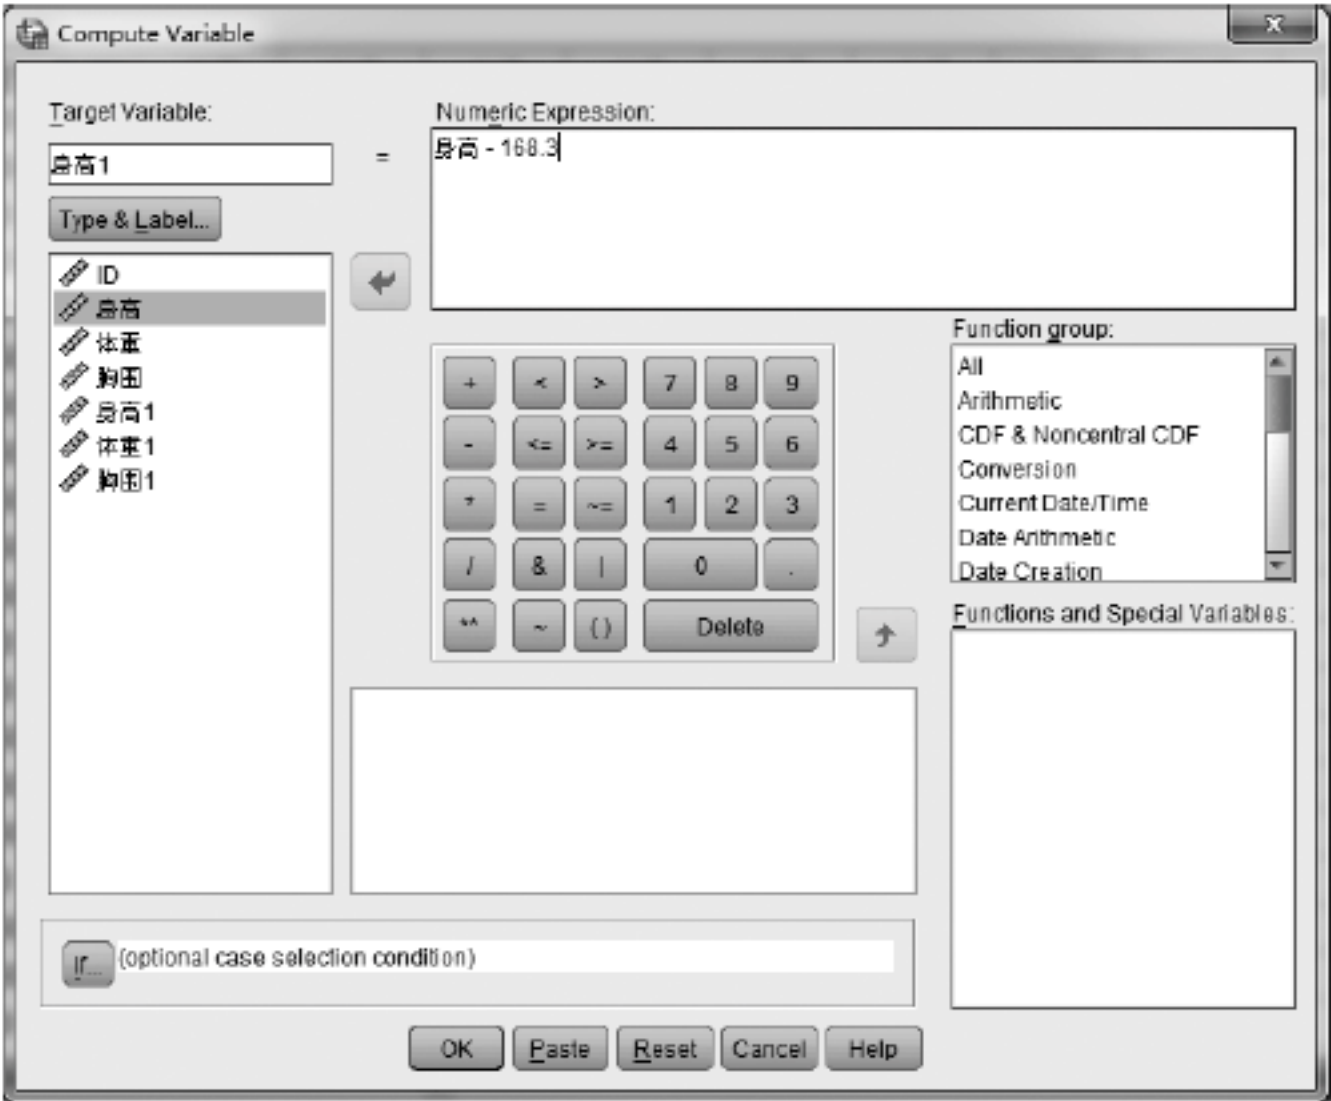 Compute Variable
Target Variable:
身高1
=
Numeric Expression:
身高 - 168.3
Type & Label...
ID
身高
体重
胸围
身高1
体重1
胸围1
+ < > 7 8 9
- <= >= 4 5 6
* = ~= 1 2 3
/ & | 0 .
** ~ () Delete
Function group:
All
Arithmetic
CDF & Noncentral CDF
Conversion
Current Date/Time
Date Arithmetic
Date Creation
Functions and Special Variables:
If... (optional case selection condition)
OK Paste Reset Cancel Help